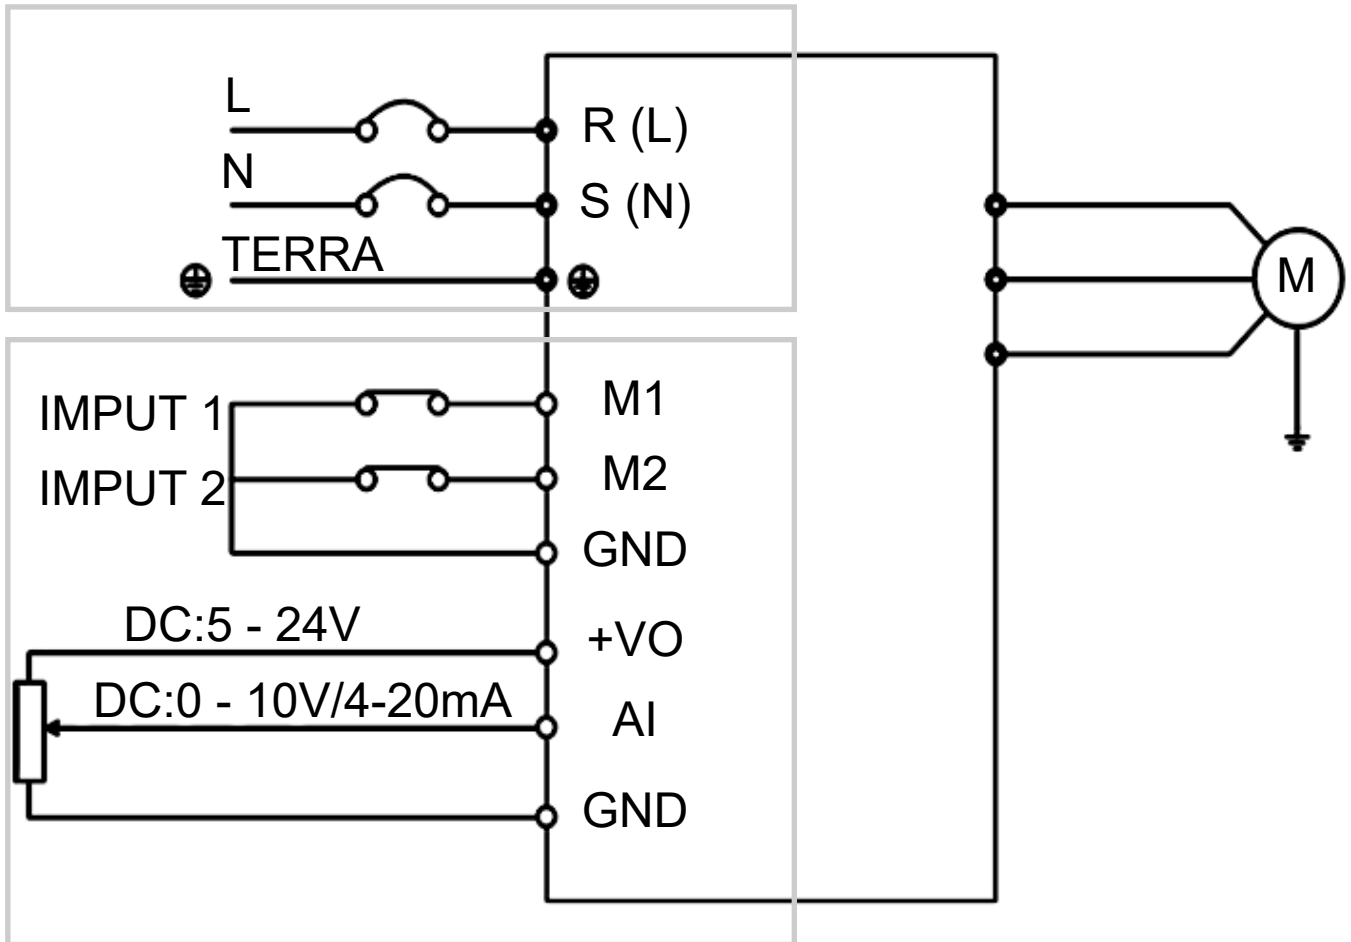 L
R (L)
N
S (N)
TERRA
M
IMPUT 1
M1
IMPUT 2
M2
GND
DC:5 - 24V
+VO
DC:0 - 10V/4-20mA
AI
GND